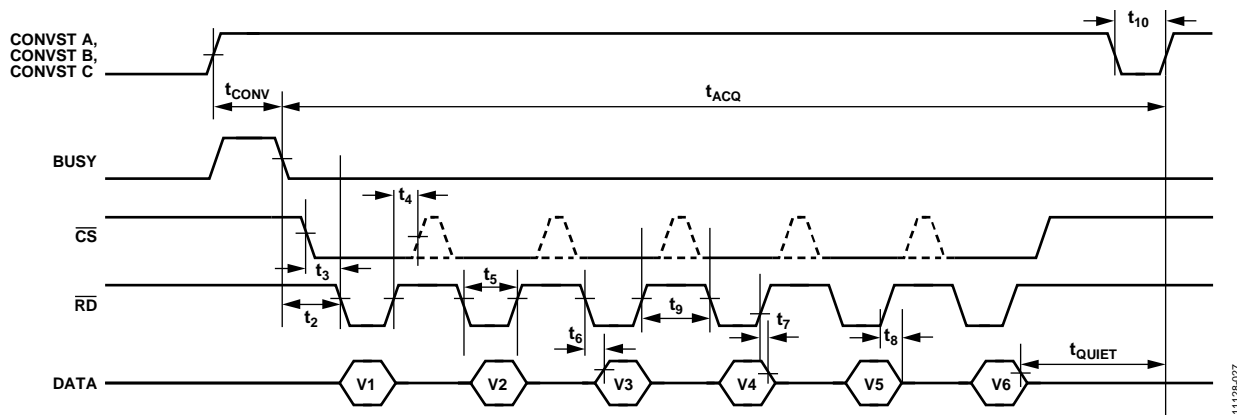 t10
CONVST A,
CONVST B,
CONVST C
tCONV
tACQ
BUSY
t4
CS
t3
t5
RD
t2
t9
t7
t6
t8
tQUIET
DATA
V1
V2
V3
V4
V5
V6
11128-027